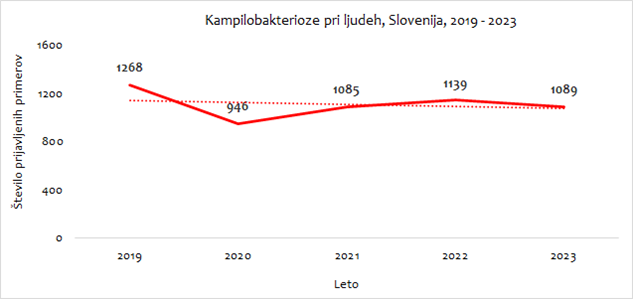 Kampilobakterioze pri ljudeh, Slovenija, 2019 - 2023
Število prijavljenih primerov
1600
1200
800
400
0
1268
946
1085
1139
1089
2019 2020 2021 2022 2023
Leto